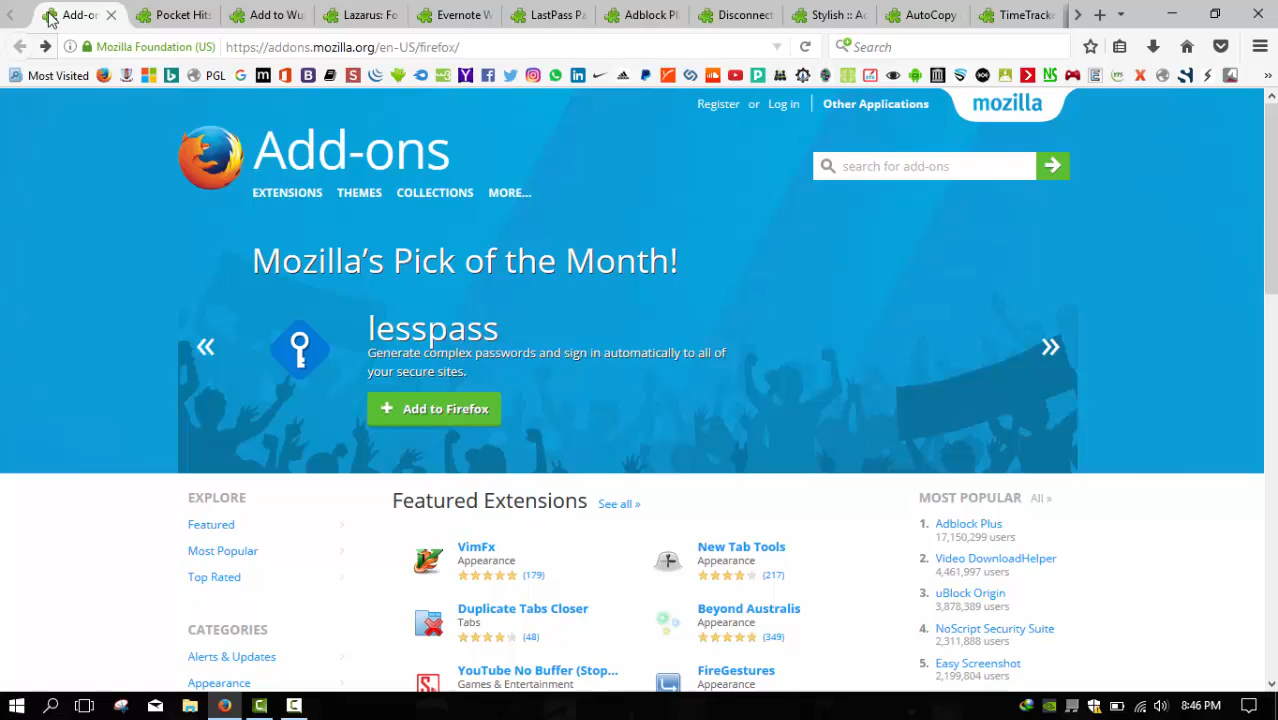 Add-on
Pocket Hits
Add to Wu
Lazarus: Fo
Evernote W
LastPass Pa
Adblock Pl
Disconnect
Stylish :: Ad
AutoCopy
TimeTracke
Mozilla Foundation (US)
https://addons.mozilla.org/en-US/firefox/
Search
Most Visited
PGL
Register or Log in
Other Applications
mozilla
Add-ons
search for add-ons
EXTENSIONS THEMES COLLECTIONS MORE...
Mozilla's Pick of the Month!
lesspass
Generate complex passwords and sign in automatically to all of
your secure sites.
Add to Firefox
EXPLORE
Featured
Most Popular
Top Rated
CATEGORIES
Alerts & Updates
Appearance
Featured Extensions See all »
VimFx
Appearance
(179)
New Tab Tools
Appearance
(217)
Duplicate Tabs Closer
Tabs
(48)
Beyond Australis
Appearance
(349)
YouTube No Buffer (Stop...
Games & Entertainment
FireGestures
Appearance
MOST POPULAR All »
1. Adblock Plus
17,150,299 users
2. Video DownloadHelper
4,461,997 users
3. uBlock Origin
3,878,389 users
4. NoScript Security Suite
2,311,888 users
5. Easy Screenshot
2,199,804 users
8:46 PM